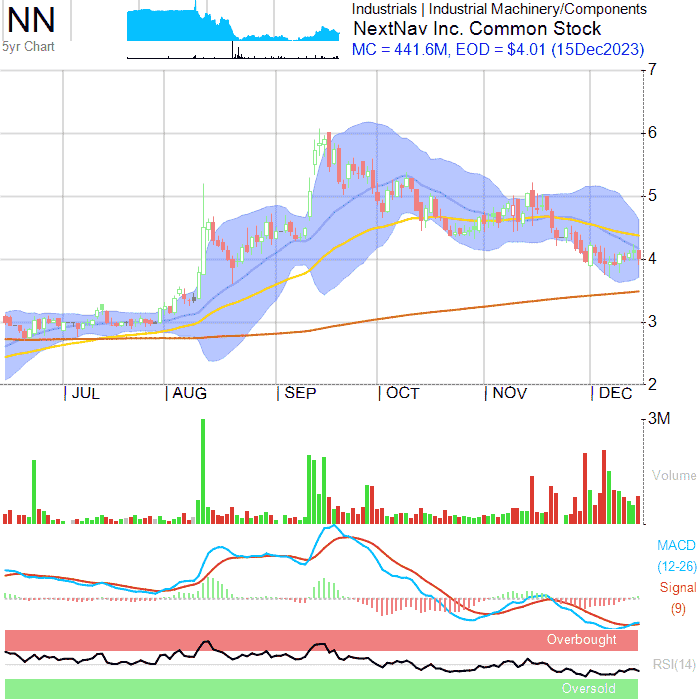 NN
5yr Chart
Industrials | Industrial Machinery/Components
NextNav Inc. Common Stock
MC = 441.6M, EOD = $4.01 (15Dec2023)
7
6
5
4
3
2
JUL AUG SEP OCT NOV DEC
3M
Volume
MACD
(12-26)
Signal
(9)
Overbought
RSI(14)
Oversold